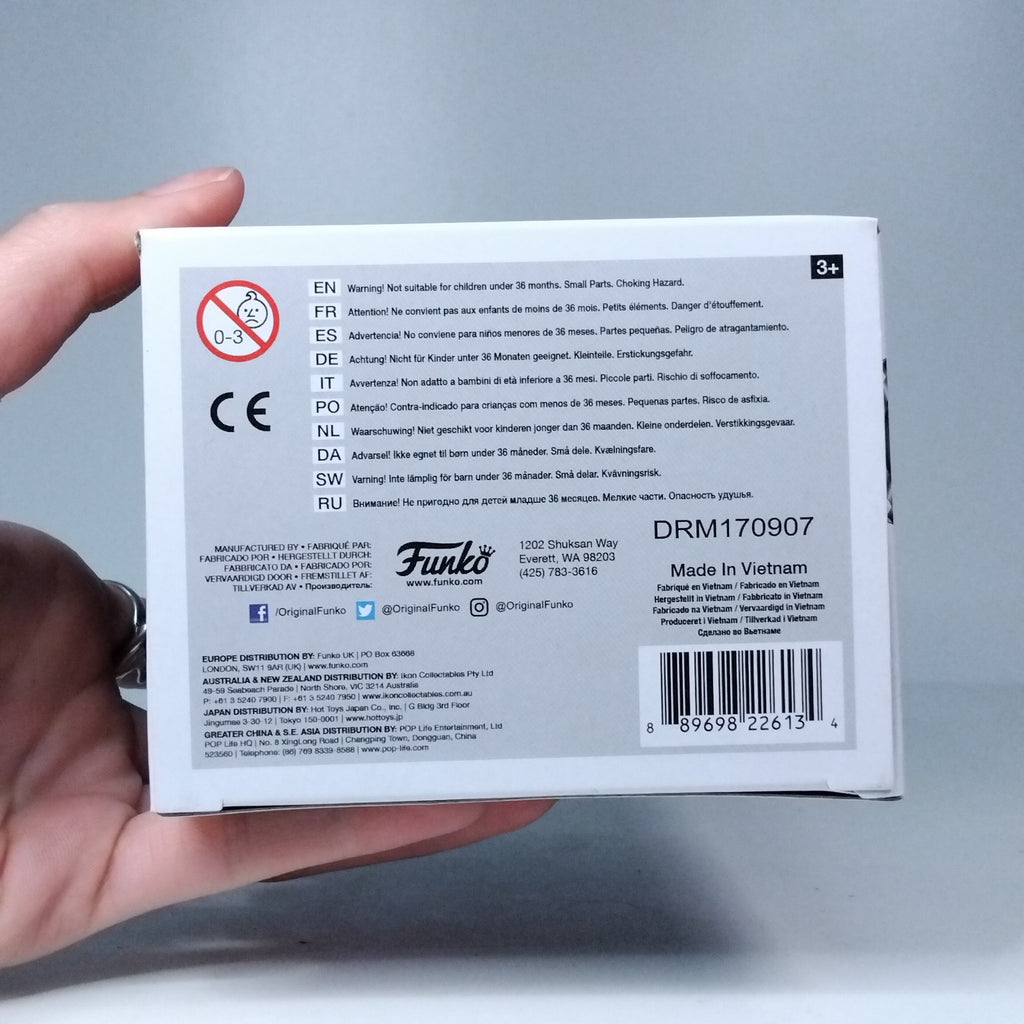 3+
0-3
EN Warning! Not suitable for children under 36 months. Small Parts. Choking Hazard.
FR Attention! Ne convient pas aux enfants de moins de 36 mois. Petits éléments. Danger d'étouffement.
ES Advertencia! No conviene para niños menores de 36 meses. Partes pequeñas. Peligro de atragantamiento.
DE Achtung! Nicht für Kinder unter 36 Monaten geeignet. Kleinteile. Erstickungsgefahr.
IT Avvertenza! Non adatto a bambini di età inferiore a 36 mesi. Piccole parti. Rischio di soffocamento.
PO Atenção! Contra-indicado para crianças com menos de 36 meses. Pequenas partes. Risco de asfixia.
NL Waarschuwing! Niet geschikt voor kinderen jonger dan 36 maanden. Kleine onderdelen. Verstikkingsgevaar.
DA Advarsel! Ikke egnet til børn under 36 måneder. Små dele. Kvælningsfare.
SW Varning! Inte lämplig för barn under 36 månader. Små delar. Kvävningsrisk.
RU Внимание! Не пригодно для детей младше 36 месяцев. Мелкие части. Опасность удушья.
CE
MANUFACTURED BY • FABRIQUÉ PAR:
FABRICADO POR • HERGESTELLT DURCH:
FABBRICATO DA • FABRICADO POR:
VERVAARDIGD DOOR • FREMSTILLET AF:
TILLVERKAD AV • Производитель:
Funko
www.funko.com
1202 Shuksan Way
Everett, WA 98203
(425) 783-3616
/OriginalFunko @OriginalFunko @OriginalFunko
DRM170907
Made In Vietnam
Fabriqué en Vietnam / Fabricado en Vietnam
Hergestellt in Vietnam / Fabbricato in Vietnam
Fabricado na Vietnam / Vervaardigd in Vietnam
Produceret i Vietnam / Tillverkad i Vietnam
Сделано во Вьетнаме
EUROPE DISTRIBUTION BY: Funko UK | PO Box 63668
LONDON, SW11 9AR (UK) | www.funko.com
AUSTRALIA & NEW ZEALAND DISTRIBUTION BY: Ikon Collectables Pty Ltd
49-59 Seabeach Parade | North Shore, VIC 3214 Australia
P: +61 3 5240 7900 | F: +61 3 5240 7950 | www.ikoncollectables.com.au
JAPAN DISTRIBUTION BY: Hot Toys Japan Co., Inc. | G Bldg 3rd Floor
Jingumae 3-30-12 | Tokyo 150-0001 | www.hottoys.jp
GREATER CHINA & S.E. ASIA DISTRIBUTION BY: POP Life Entertainment, Ltd
POP Life HQ | No. 8 XingLong Road | Changping Town, Dongguan, China
523560 | Telephone: (86) 769 8339 8588 | www.pop-life.com
8 89698 22613 4